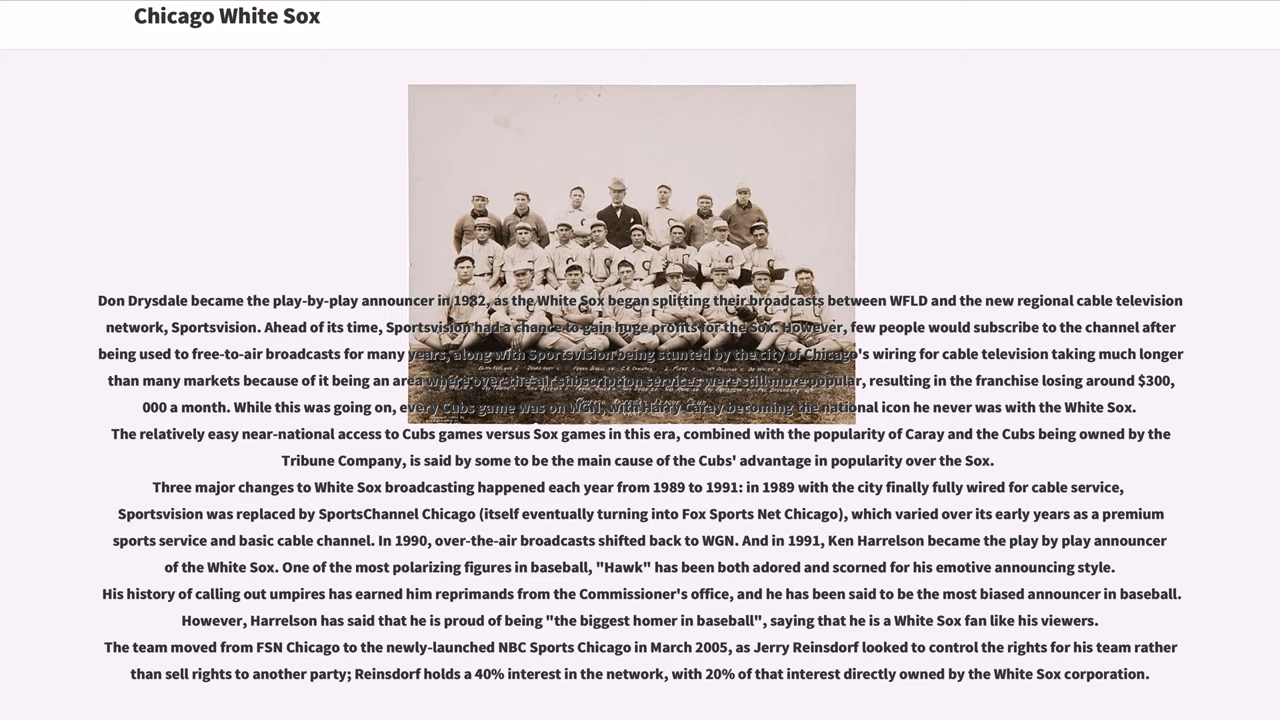 Chicago White Sox
Don Drysdale became the play-by-play announcer in 1982, as the White Sox began splitting their broadcasts between WFLD and the new regional cable television
network, Sportsvision. Ahead of its time, Sportsvision had a chance to gain huge profits for the Sox. However, few people would subscribe to the channel after
being used to free-to-air broadcasts for many years, along with Sportsvision being stunted by the city of Chicago's wiring for cable television taking much longer
than many markets because of it being an area where over-the-air subscription services were still more popular, resulting in the franchise losing around $300,
000 a month. While this was going on, every Cubs game was on WGN, with Harry Caray becoming the national icon he never was with the White Sox.
The relatively easy near-national access to Cubs games versus Sox games in this era, combined with the popularity of Caray and the Cubs being owned by the
Tribune Company, is said by some to be the main cause of the Cubs' advantage in popularity over the Sox.
Three major changes to White Sox broadcasting happened each year from 1989 to 1991: in 1989 with the city finally fully wired for cable service,
Sportsvision was replaced by SportsChannel Chicago (itself eventually turning into Fox Sports Net Chicago), which varied over its early years as a premium
sports service and basic cable channel. In 1990, over-the-air broadcasts shifted back to WGN. And in 1991, Ken Harrelson became the play by play announcer
of the White Sox. One of the most polarizing figures in baseball, "Hawk" has been both adored and scorned for his emotive announcing style.
His history of calling out umpires has earned him reprimands from the Commissioner's office, and he has been said to be the most biased announcer in baseball.
However, Harrelson has said that he is proud of being "the biggest homer in baseball", saying that he is a White Sox fan like his viewers.
The team moved from FSN Chicago to the newly-launched NBC Sports Chicago in March 2005, as Jerry Reinsdorf looked to control the rights for his team rather
than sell rights to another party; Reinsdorf holds a 40% interest in the network, with 20% of that interest directly owned by the White Sox corporation.